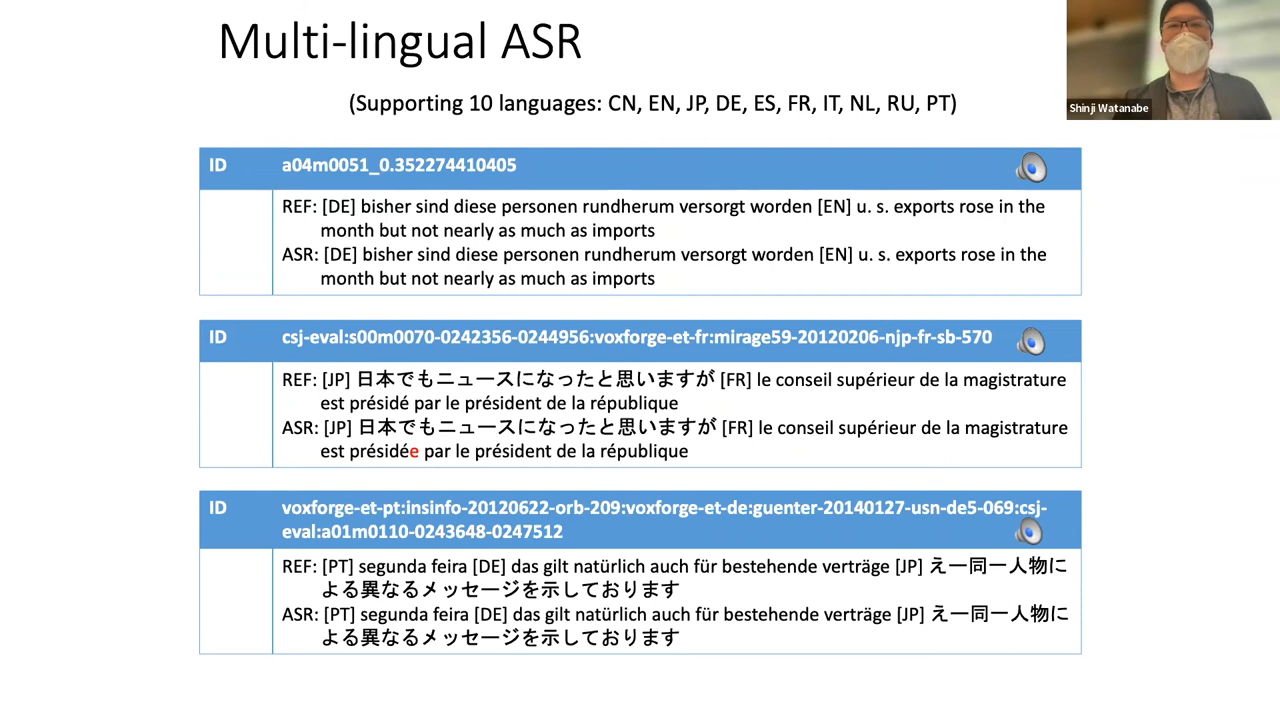 Multi-lingual ASR
(Supporting 10 languages: CN, EN, JP, DE, ES, FR, IT, NL, RU, PT)
Shinji Watanabe
ID a04m0051_0.352274410405
REF: [DE] bisher sind diese personen rundherum versorgt worden [EN] u. s. exports rose in the
month but not nearly as much as imports
ASR: [DE] bisher sind diese personen rundherum versorgt worden [EN] u. s. exports rose in the
month but not nearly as much as imports
ID csj-eval:s00m0070-0242356-0244956:voxforge-et-fr:mirage59-20120206-njp-fr-sb-570
REF: [JP] 日本でもニュースになったと思いますが [FR] le conseil supérieur de la magistrature
est présidé par le président de la république
ASR: [JP] 日本でもニュースになったと思いますが [FR] le conseil supérieur de la magistrature
est présidée par le président de la république
ID voxforge-et-pt:insinfo-20120622-orb-209:voxforge-et-de:guenter-20140127-usn-de5-069:csj-
eval:a01m0110-0243648-0247512
REF: [PT] segunda feira [DE] das gilt natürlich auch für bestehende verträge [JP] え一同一人物に
よる異なるメッセージを示しております
ASR: [PT] segunda feira [DE] das gilt natürlich auch für bestehende verträge [JP] え一同一人物に
よる異なるメッセージを示しております